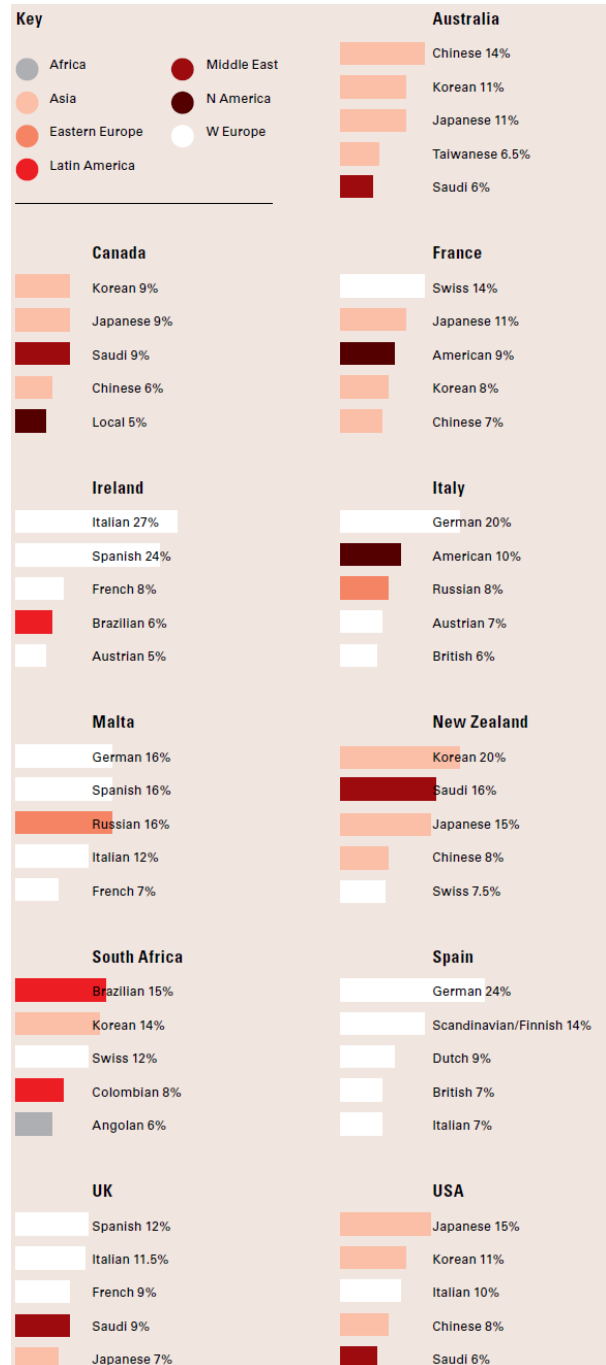 Key
Africa
Asia
Eastern Europe
Latin America
Middle East
N America
W Europe
Australia
Chinese 14%
Korean 11%
Japanese 11%
Taiwanese 6.5%
Saudi 6%
Canada
Korean 9%
Japanese 9%
Saudi 9%
Chinese 6%
Local 5%
France
Swiss 14%
Japanese 11%
American 9%
Korean 8%
Chinese 7%
Ireland
Italian 27%
Spanish 24%
French 8%
Brazilian 6%
Austrian 5%
Italy
German 20%
American 10%
Russian 8%
Austrian 7%
British 6%
Malta
German 16%
Spanish 16%
Russian 16%
Italian 12%
French 7%
New Zealand
Korean 20%
Saudi 16%
Japanese 15%
Chinese 8%
Swiss 7.5%
South Africa
Brazilian 15%
Korean 14%
Swiss 12%
Colombian 8%
Angolan 6%
Spain
German 24%
Scandinavian/Finnish 14%
Dutch 9%
British 7%
Italian 7%
UK
Spanish 12%
Italian 11.5%
French 9%
Saudi 9%
Japanese 7%
USA
Japanese 15%
Korean 11%
Italian 10%
Chinese 8%
Saudi 6%